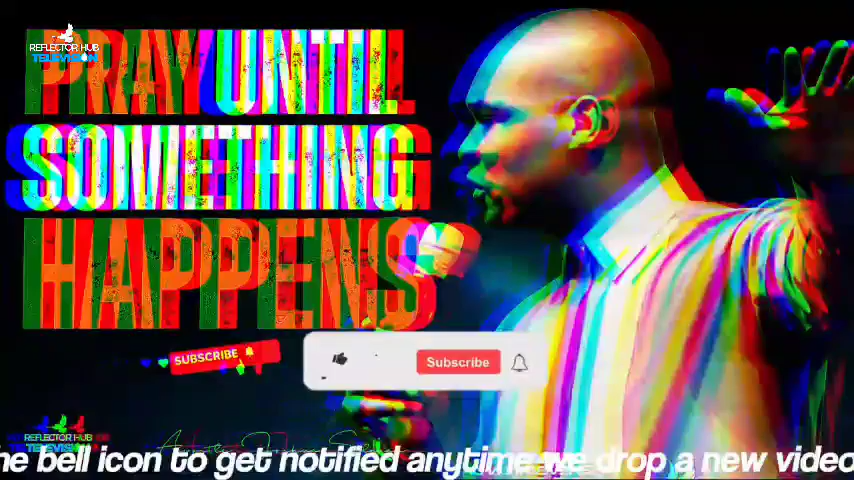 REFLECTOR HUB
TELEVISION
PRAY UNTIL
SOMETHING
HAPPENS
SUBSCRIBE
Subscribe
REFLECTOR HUB
TELEVISION
he bell icon to get notified anytime we drop a new video